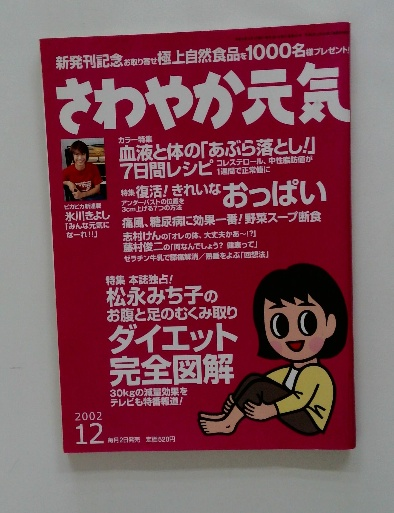 新発刊記念お取り寄せ極上自然食品を1000名様プレゼント!
さわやか元気
カラー特集
血液と体の「あぶら落とし!」
7日間レシピ コレステロール、中性脂肪値が
1週間で正常値に
特集 復活!きれいな おっぱい
アンダーバストの位置を
3cm上げる7つの方法
ピカピカ新連載
氷川きよし
「みんな元気に
なーれ!!」
痛風、糖尿病に効果一番!野菜スープ断食
志村けんの「オレの体、大丈夫かあ〜!?」
藤村俊二の「何なんでしょう? 健康って」
ゼラチン牛乳で腰痛解消/熟睡をよぶ「回想法」
特集 本誌独占!
松永みち子の
お腹と足のむくみ取り
ダイエット
完全図解
30kgの減量効果を
テレビも特番報道!
2002
12 毎月2日発売 定価520円